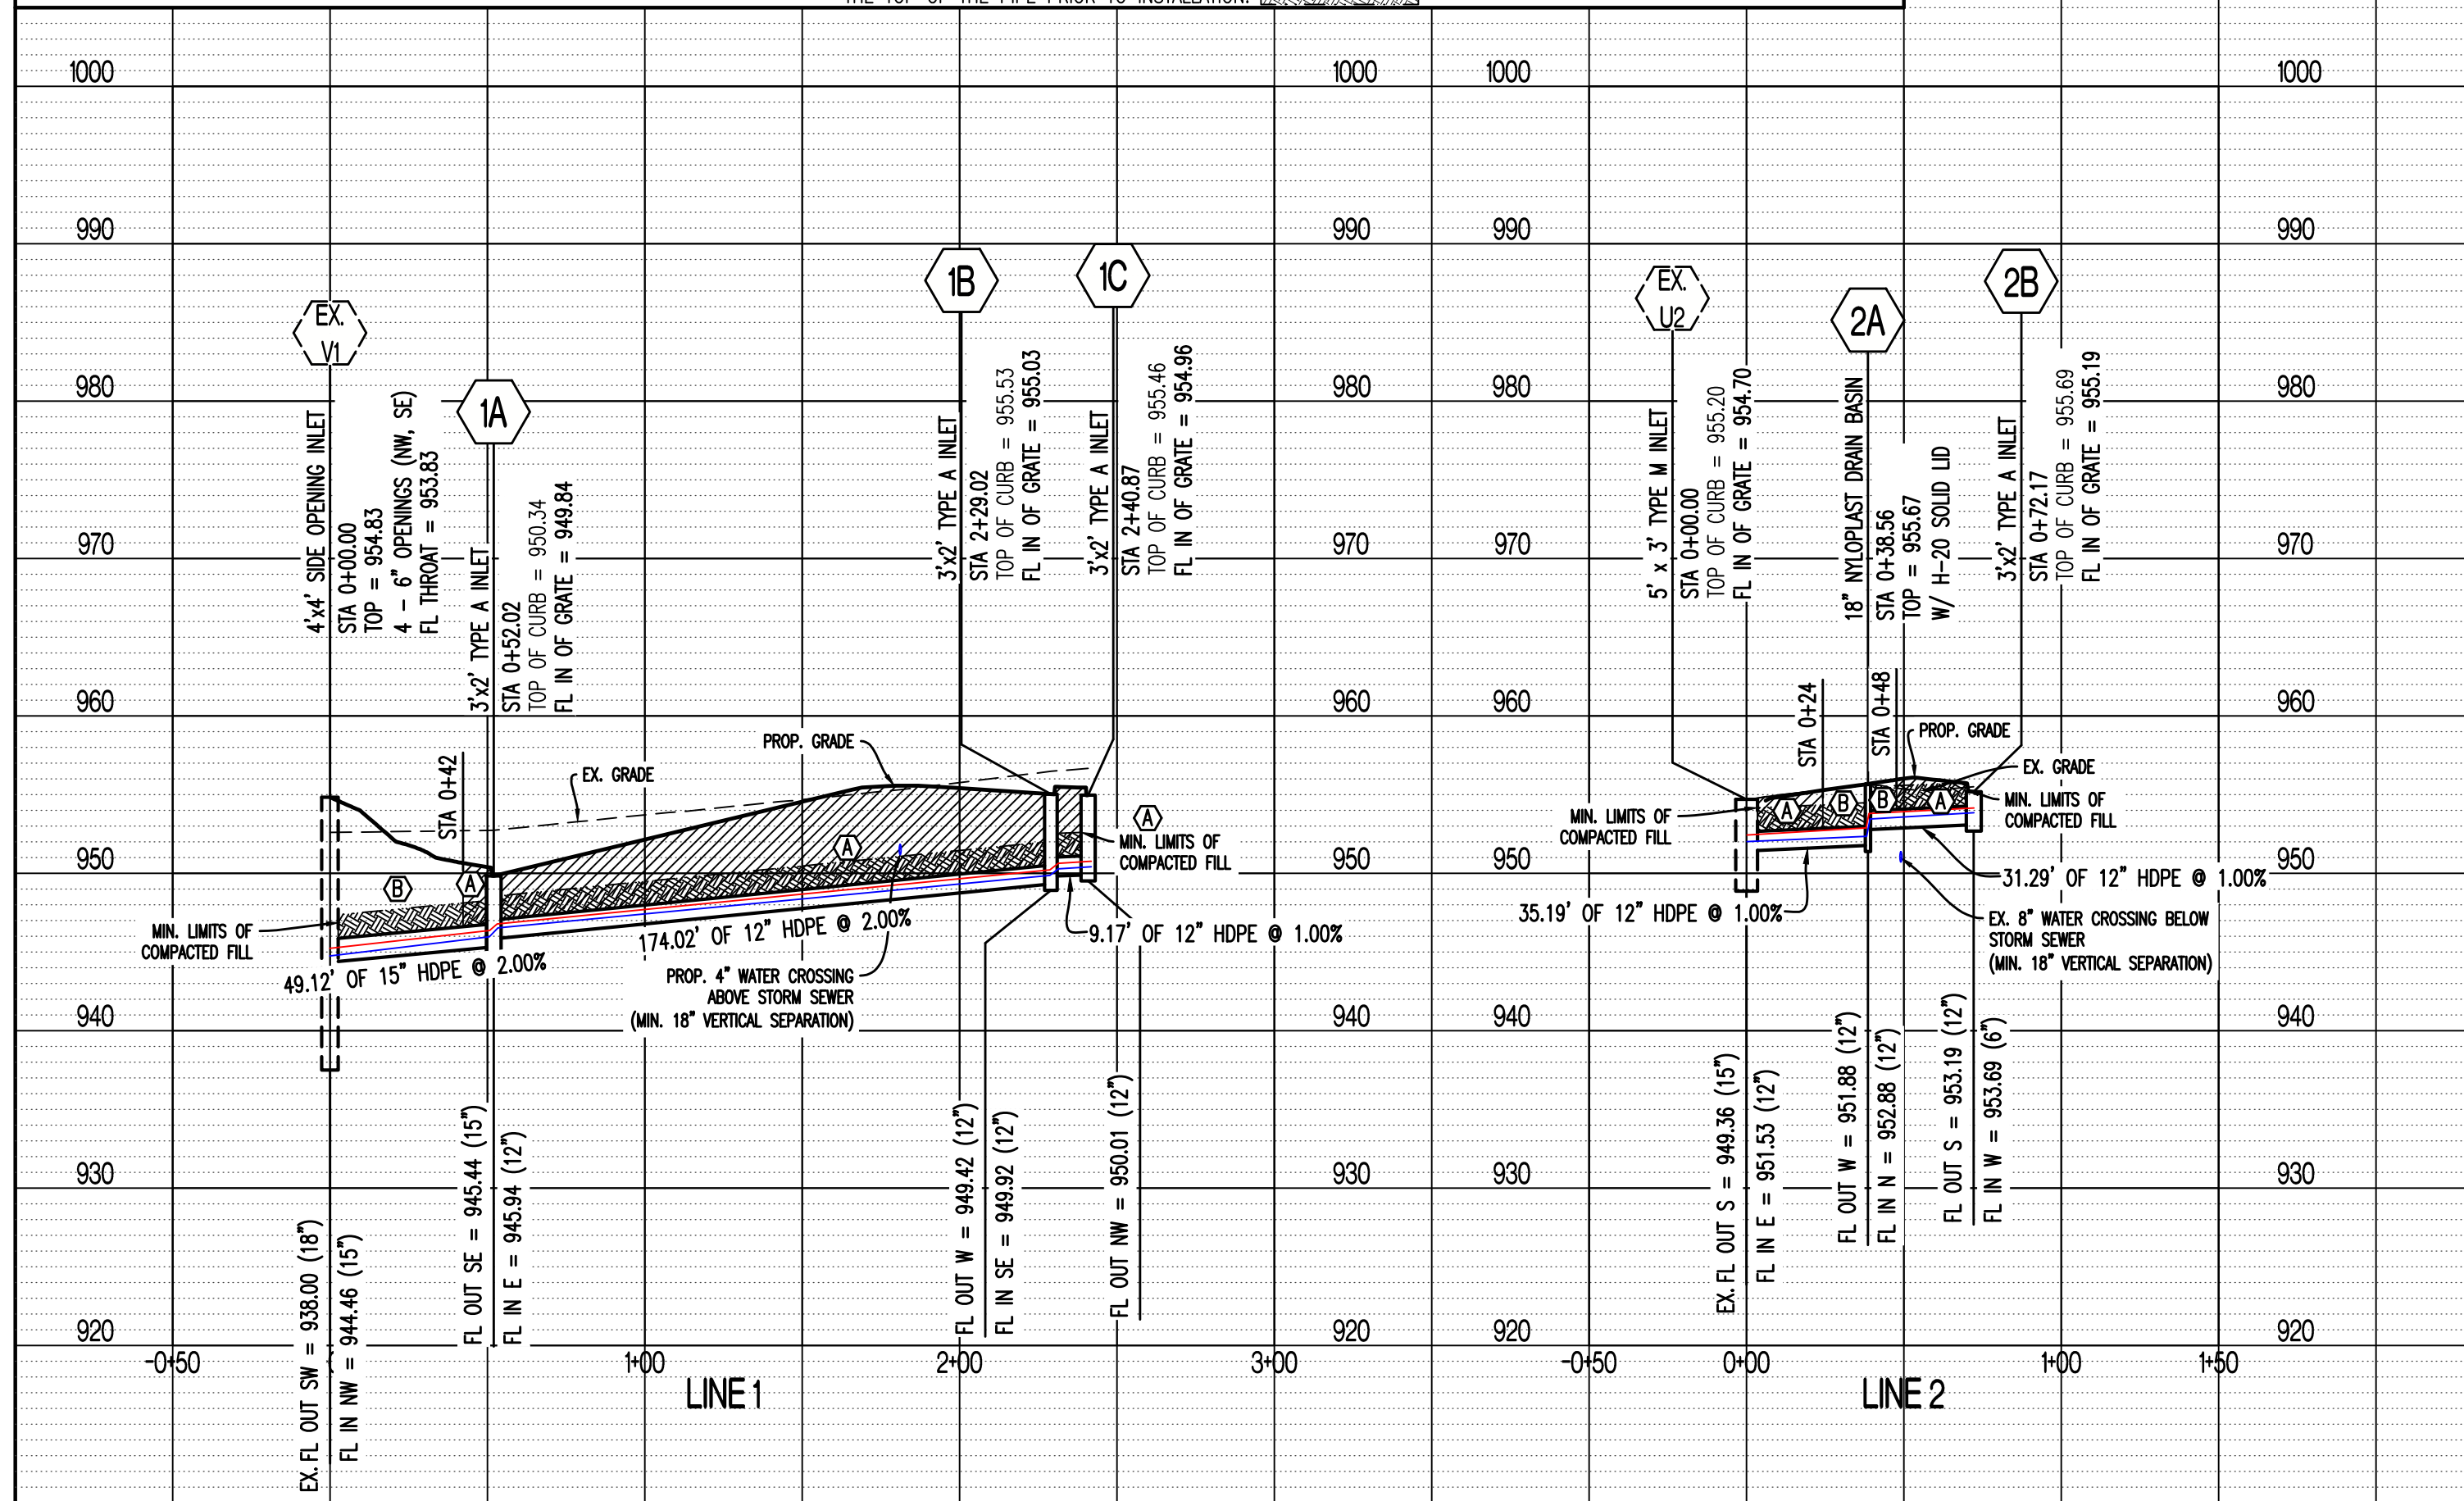 1000
1000
1000
1000
990
990
990
990
980
980
980
980
970
970
970
970
960
960
960
960
950
950
950
950
940
940
940
940
930
930
930
930
920
920
920
920
EX.
V1
4'x4' SIDE OPENING INLET
STA 0+00.00
TOP = 954.83
4 - 6" OPENINGS (NW, SE)
FL THROAT = 953.83
1A
3'x2' TYPE A INLET
STA 0+52.02
TOP OF CURB = 950.34
FL IN OF GRATE = 949.84
1B
3'x2' TYPE A INLET
STA 2+29.02
TOP OF CURB = 955.53
FL IN OF GRATE = 955.03
1C
3'x2' TYPE A INLET
STA 2+40.87
TOP OF CURB = 955.46
FL IN OF GRATE = 954.96
STA 0+42
EX. GRADE
PROP. GRADE
B
A
A
A
MIN. LIMITS OF
COMPACTED FILL
MIN. LIMITS OF
COMPACTED FILL
49.12' OF 15" HDPE @ 2.00%
174.02' OF 12" HDPE @ 2.00%
9.17' OF 12" HDPE @ 1.00%
PROP. 4" WATER CROSSING
ABOVE STORM SEWER
(MIN. 18" VERTICAL SEPARATION)
EX.FL OUT SW = 938.00 (18")
FL IN NW = 944.46 (15")
FL OUT SE = 945.44 (15")
FL IN E = 945.94 (12")
FL OUT W = 949.42 (12")
FL IN SE = 949.92 (12")
FL OUT NW = 950.01 (12")
-0+50
1+00
2+00
3+00
LINE 1
EX.
U2
5' x 3' TYPE M INLET
STA 0+00.00
TOP OF CURB = 955.20
FL IN OF GRATE = 954.70
2A
18" NYLOPLAST DRAIN BASIN
STA 0+38.56
TOP = 955.67
W/ H-20 SOLID LID
2B
3'x2' TYPE A INLET
STA 0+72.17
TOP OF CURB = 955.69
FL IN OF GRATE = 955.19
STA 0+24
STA 0+48
PROP. GRADE
EX. GRADE
A
B
B
A
MIN. LIMITS OF
COMPACTED FILL
MIN. LIMITS OF
COMPACTED FILL
35.19' OF 12" HDPE @ 1.00%
31.29' OF 12" HDPE @ 1.00%
EX. 8" WATER CROSSING BELOW
STORM SEWER
(MIN. 18" VERTICAL SEPARATION)
EX.FL OUT S = 949.36 (15")
FL IN E = 951.53 (12")
FL OUT W = 951.88 (12")
FL IN N = 952.88 (12")
FL OUT S = 953.19 (12")
FL IN W = 953.69 (6")
-0+50
0+00
1+00
1+50
LINE 2